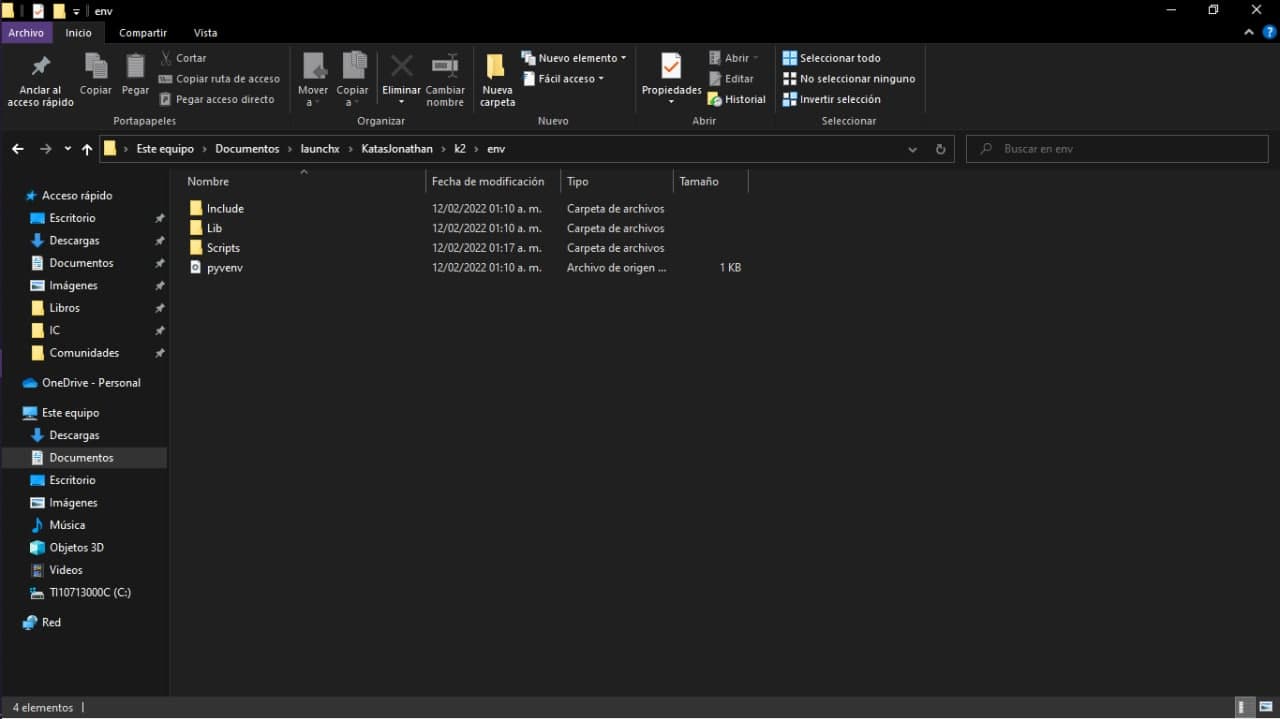 env
Archivo Inicio Compartir Vista
Anclar al acceso rápido
Copiar
Pegar
Cortar
Copiar ruta de acceso
Pegar acceso directo
Portapapeles
Mover a
Copiar a
Eliminar
Cambiar nombre
Organizar
Nueva carpeta
Nuevo elemento
Fácil acceso
Nuevo
Propiedades
Abrir
Editar
Historial
Abrir
Seleccionar todo
No seleccionar ninguno
Invertir selección
Seleccionar
Este equipo › Documentos › launchx › KatasJonathan › k2 › env
Buscar en env
Acceso rápido
Escritorio
Descargas
Documentos
Imágenes
Libros
IC
Comunidades
OneDrive - Personal
Este equipo
Descargas
Documentos
Escritorio
Imágenes
Música
Objetos 3D
Videos
TI10713000C (C:)
Red
Nombre Fecha de modificación Tipo Tamaño
Include 12/02/2022 01:10 a. m. Carpeta de archivos
Lib 12/02/2022 01:10 a. m. Carpeta de archivos
Scripts 12/02/2022 01:17 a. m. Carpeta de archivos
pyvenv 12/02/2022 01:10 a. m. Archivo de origen ... 1 KB
4 elementos